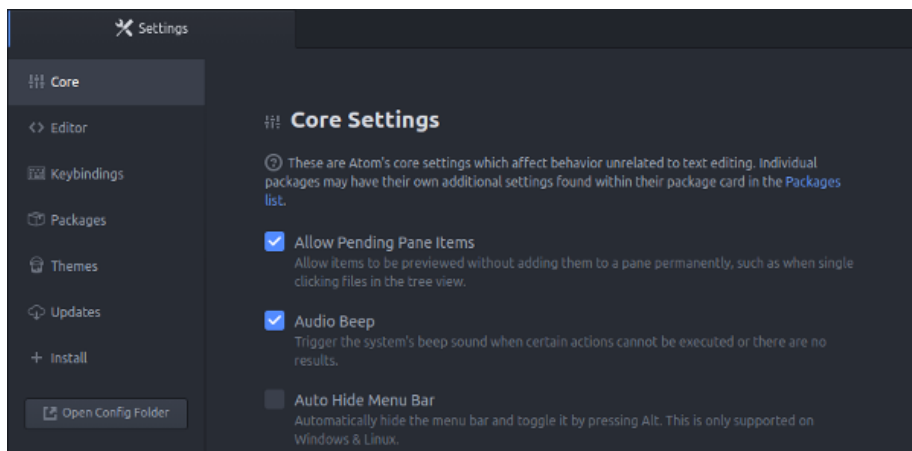 Settings
Core
Editor
Keybindings
Packages
Themes
Updates
Install
Open Config Folder
Core Settings
These are Atom's core settings which affect behavior unrelated to text editing. Individual
packages may have their own additional settings found within their package card in the Packages
list.
Allow Pending Pane Items
Allow items to be previewed without adding them to a pane permanently, such as when single
clicking files in the tree view.
Audio Beep
Trigger the system's beep sound when certain actions cannot be executed or there are no
results.
Auto Hide Menu Bar
Automatically hide the menu bar and toggle it by pressing Alt. This is only supported on
Windows & Linux.